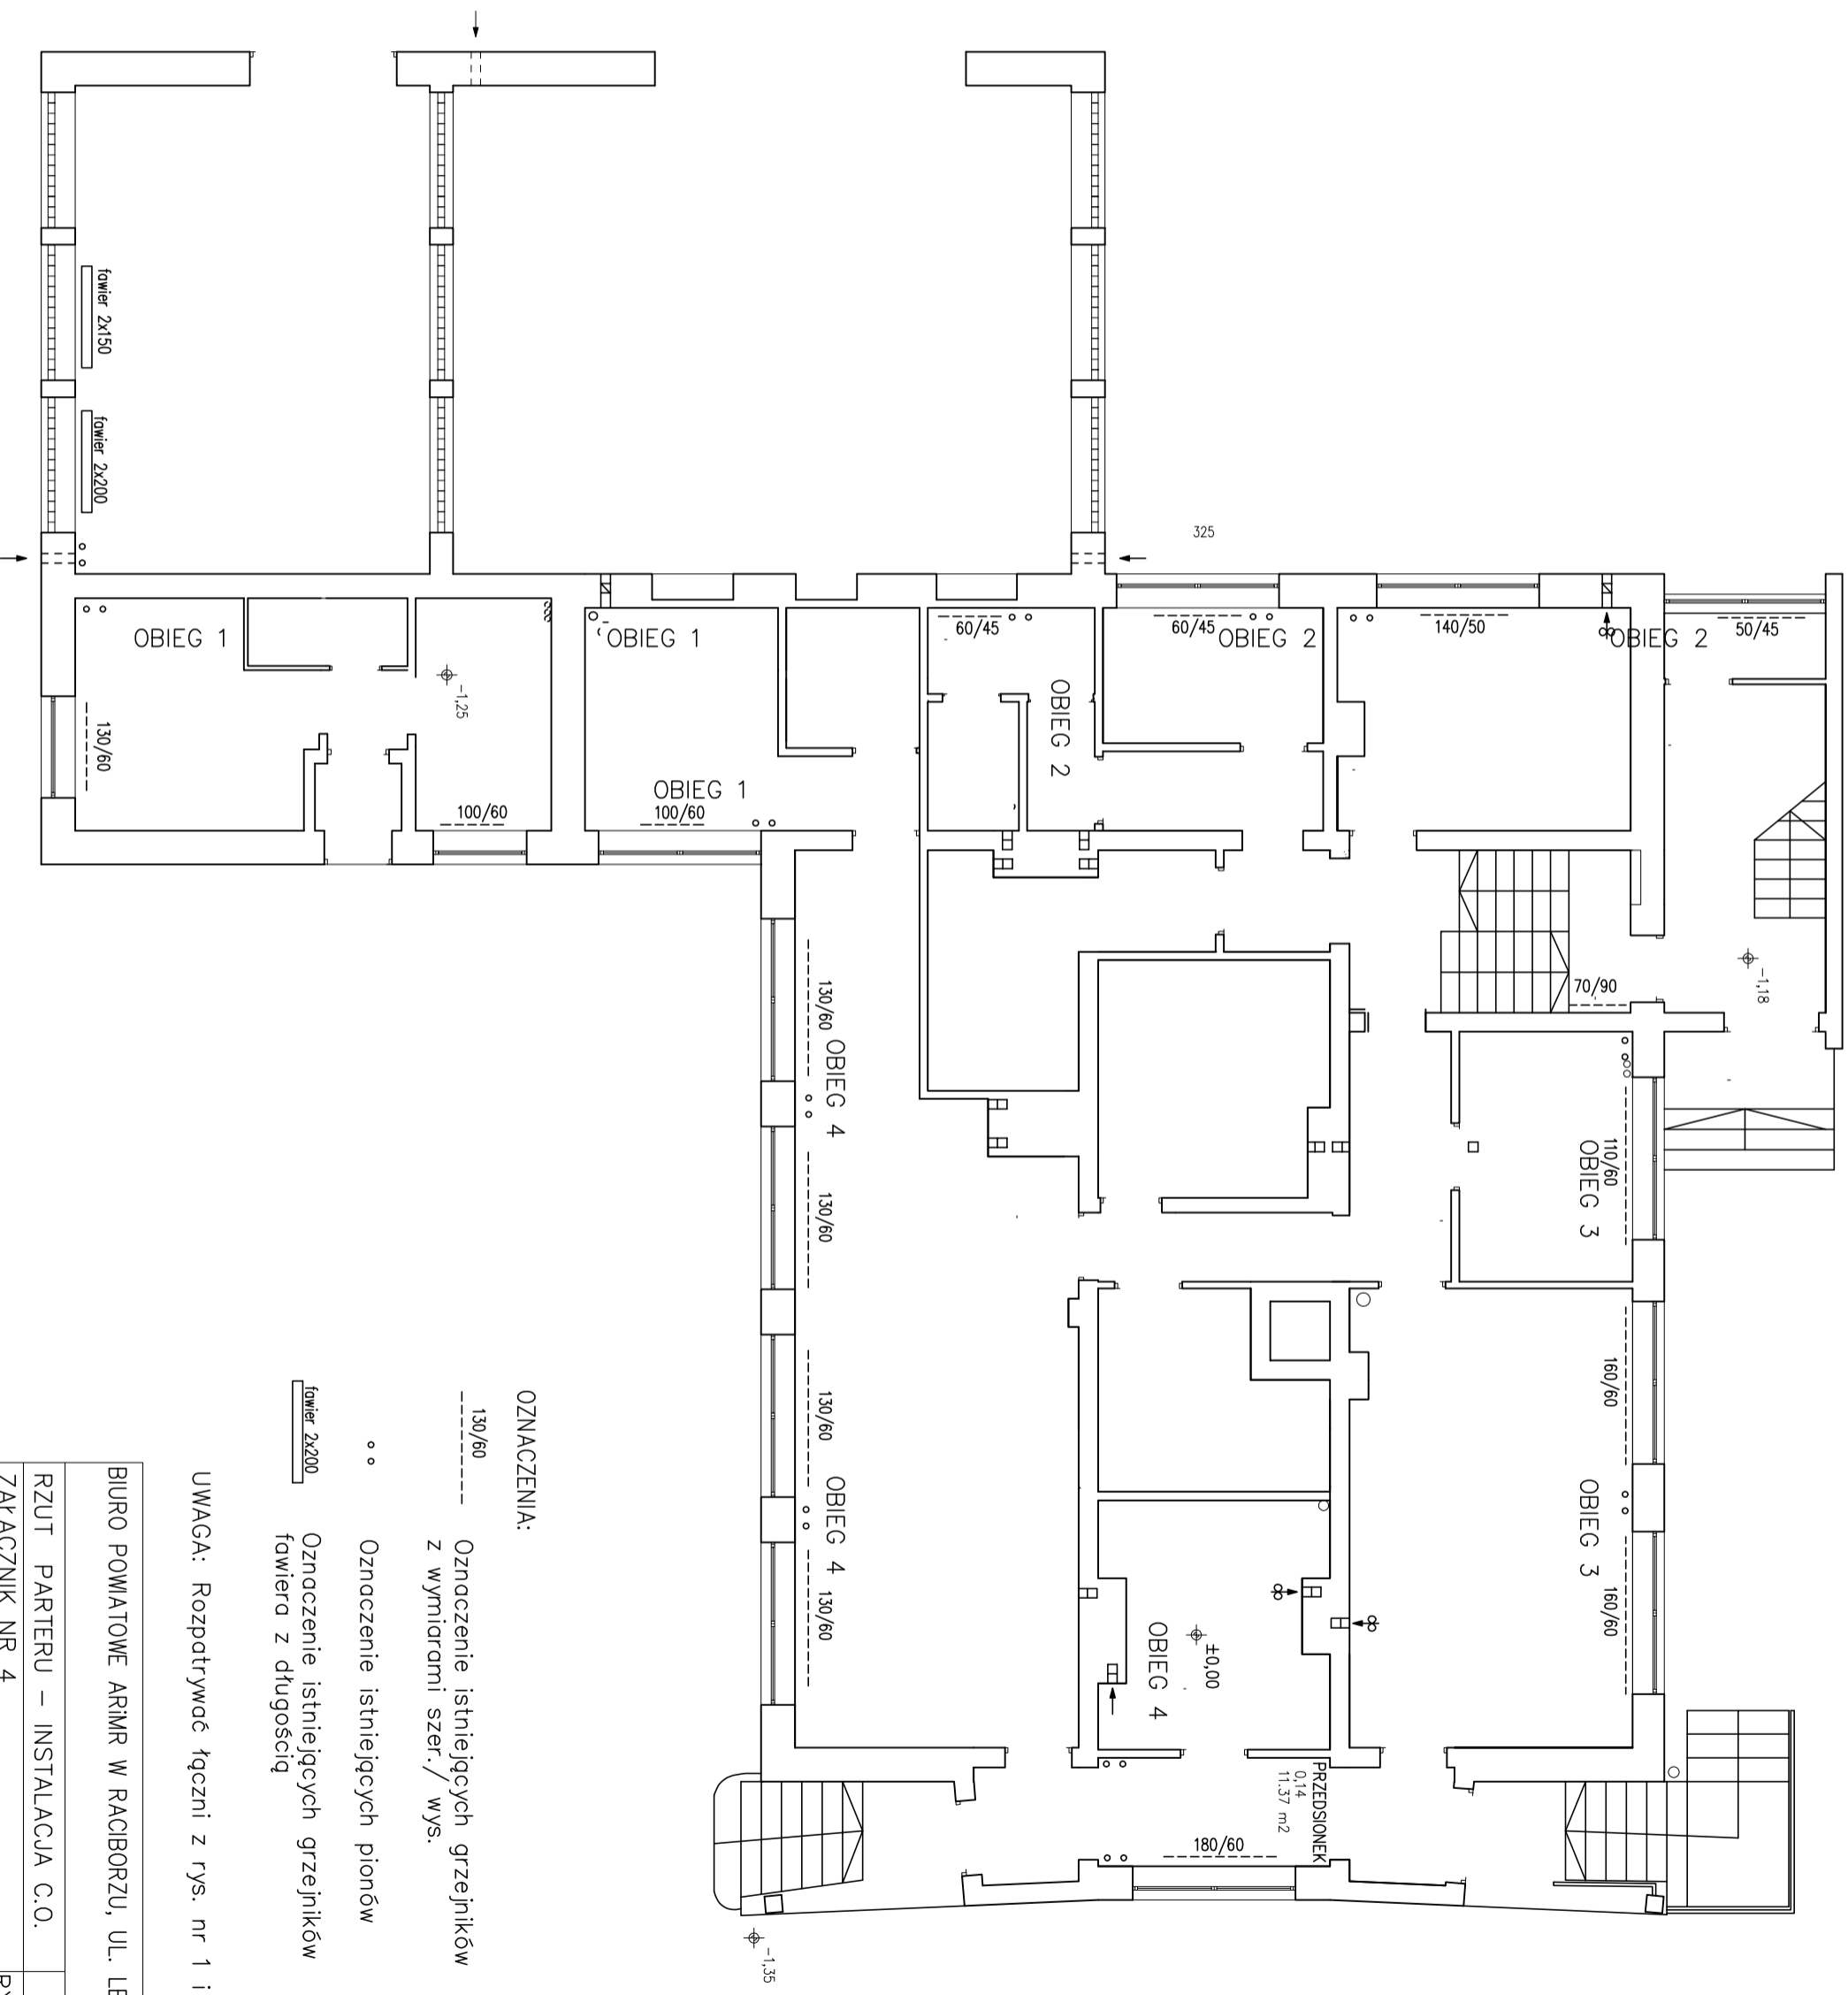 325
fawier 2x150
fawier 2x200
OBIEG 1
OBIEG 1
60/45
60/45
OBIEG 2
140/50
OBIEG 2
50/45
-1,25
OBIEG 2
130/60
OBIEG 1
100/60
100/60
-1,18
70/90
130/60
OBIEG 4
110/60
OBIEG 3
130/60
160/60
130/60
OBIEG 4
OBIEG 3
160/60
130/60
±0,00
OBIEG 4
PRZEDSIONEK
0,14
11.37 m2
180/60
-1,35
OZNACZENIA:
130/60
Oznaczenie istniejących grzejników
z wymiarami szer./ wys.
Oznaczenie istniejących pionów
fawier 2x200
Oznaczenie istniejących grzejników
fawiera z długością
UWAGA: Rozpatrywać łączni z rys. nr 1 i
BIURO POWIATOWE ARiMR W RACIBORZU, UL.
RZUT PARTERU – INSTALACJA C.O.
ZAŁĄCZNIK NR 4